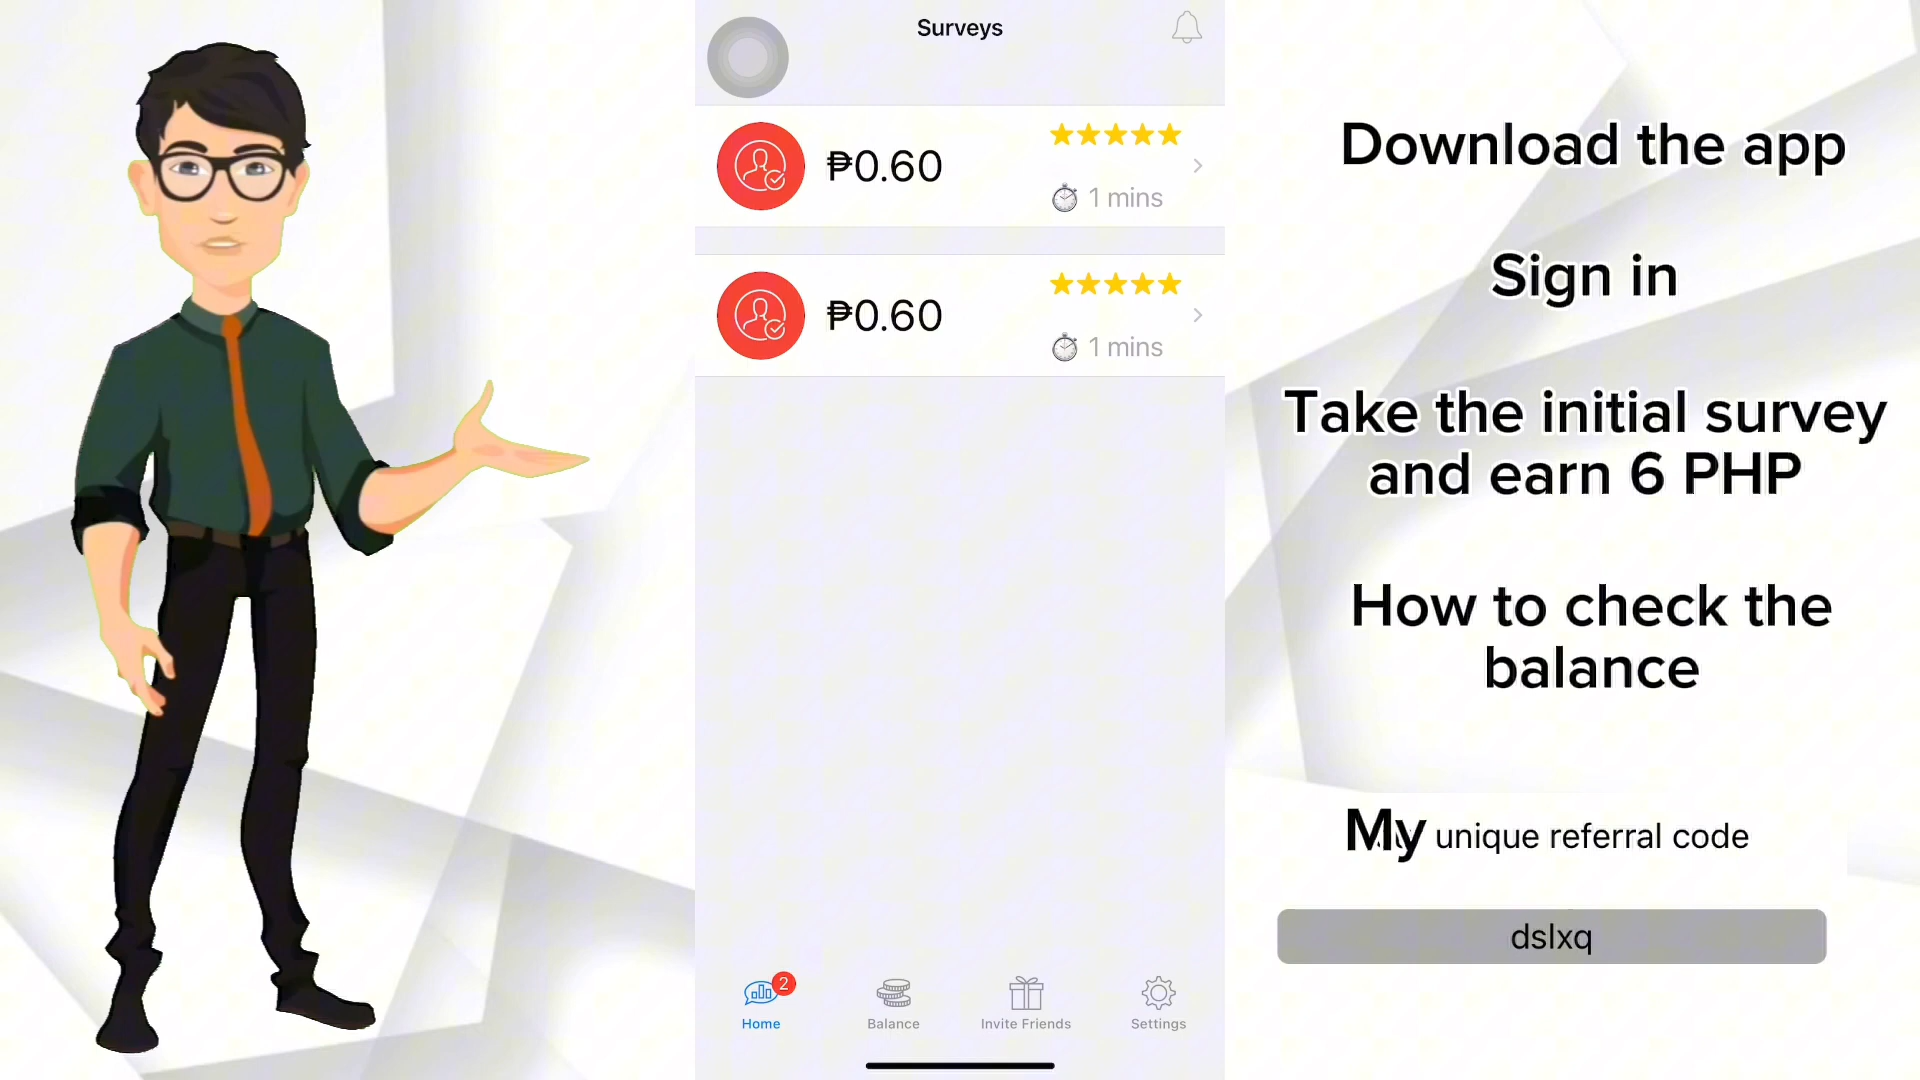 Surveys
₱0.60
1 mins
₱0.60
1 mins
2
Home
Balance
Invite Friends
Settings
Download the app
Sign in
Take the initial survey
and earn 6 PHP
How to check the
balance
My unique referral code
dslxq